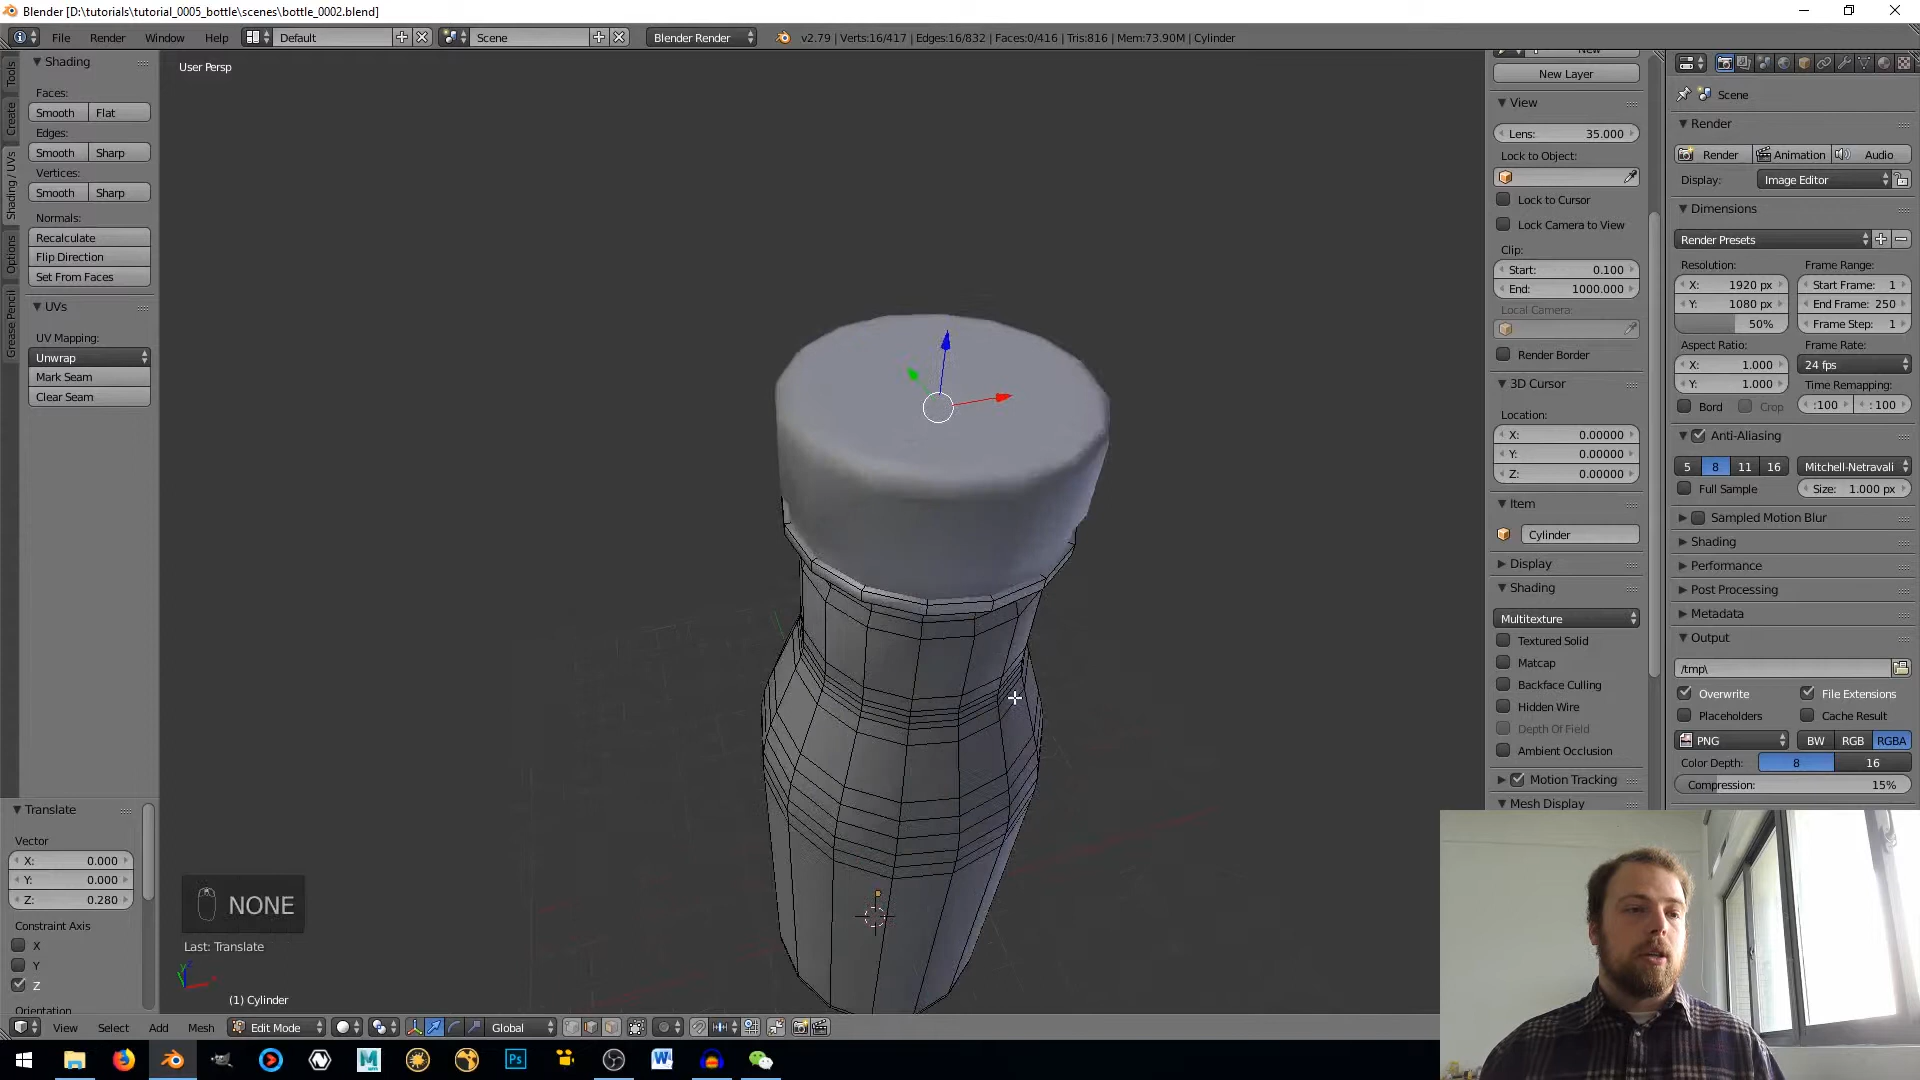 Blender [D:\tutorials\tutorial_0005_bottle\scenes\bottle_0002.blend]
File Render Window Help Default Scene Blender Render v2.79 | Verts:16/417 | Edges:16/832 | Faces:0/416 | Tris:816 | Mem:73.90M | Cylinder
Tools
Create
Shading / UVs
Options
Grease Pencil
Shading
Faces:
Smooth Flat
Edges:
Smooth Sharp
Vertices:
Smooth Sharp
Normals:
Recalculate
Flip Direction
Set From Faces
UVs
UV Mapping:
Unwrap
Mark Seam
Clear Seam
Translate
Vector
X: 0.000
Y: 0.000
Z: 0.280
Constraint Axis
X
Y
Z
Orientation
User Persp
NONE
Last: Translate
(1) Cylinder
View Select Add Mesh Edit Mode Global
New
New Layer
View
Lens: 35.000
Lock to Object:
Lock to Cursor
Lock Camera to View
Clip:
Start: 0.100
End: 1000.000
Local Camera:
Render Border
3D Cursor
Location:
X: 0.00000
Y: 0.00000
Z: 0.00000
Item
Cylinder
Display
Shading
Multitexture
Textured Solid
Matcap
Backface Culling
Hidden Wire
Depth Of Field
Ambient Occlusion
Motion Tracking
Mesh Display
Scene
Render
Render Animation Audio
Display: Image Editor
Dimensions
Render Presets
Resolution: Frame Range:
X: 1920 px Start Frame: 1
Y: 1080 px End Frame: 250
50% Frame Step: 1
Aspect Ratio: Frame Rate:
X: 1.000 24 fps
Y: 1.000 Time Remapping:
Bord Crop :100 : 100
Anti-Aliasing
5 8 11 16 Mitchell-Netravali
Full Sample Size: 1.000 px
Sampled Motion Blur
Shading
Performance
Post Processing
Metadata
Output
/tmp\
Overwrite File Extensions
Placeholders Cache Result
PNG BW RGB RGBA
Color Depth: 8 16
Compression: 15%